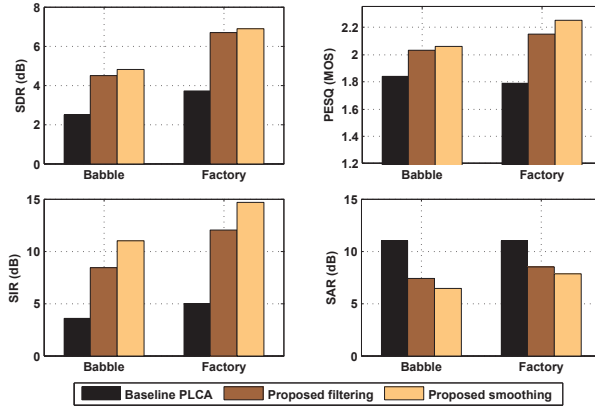 8
6
4
2
0
SDR (dB)
Babble
Factory
2.2
2
1.8
1.6
1.4
1.2
PESQ (MOS)
Babble
Factory
15
10
5
0
SIR (dB)
Babble
Factory
15
10
5
0
SAR (dB)
Babble
Factory
Baseline PLCA Proposed filtering Proposed smoothing